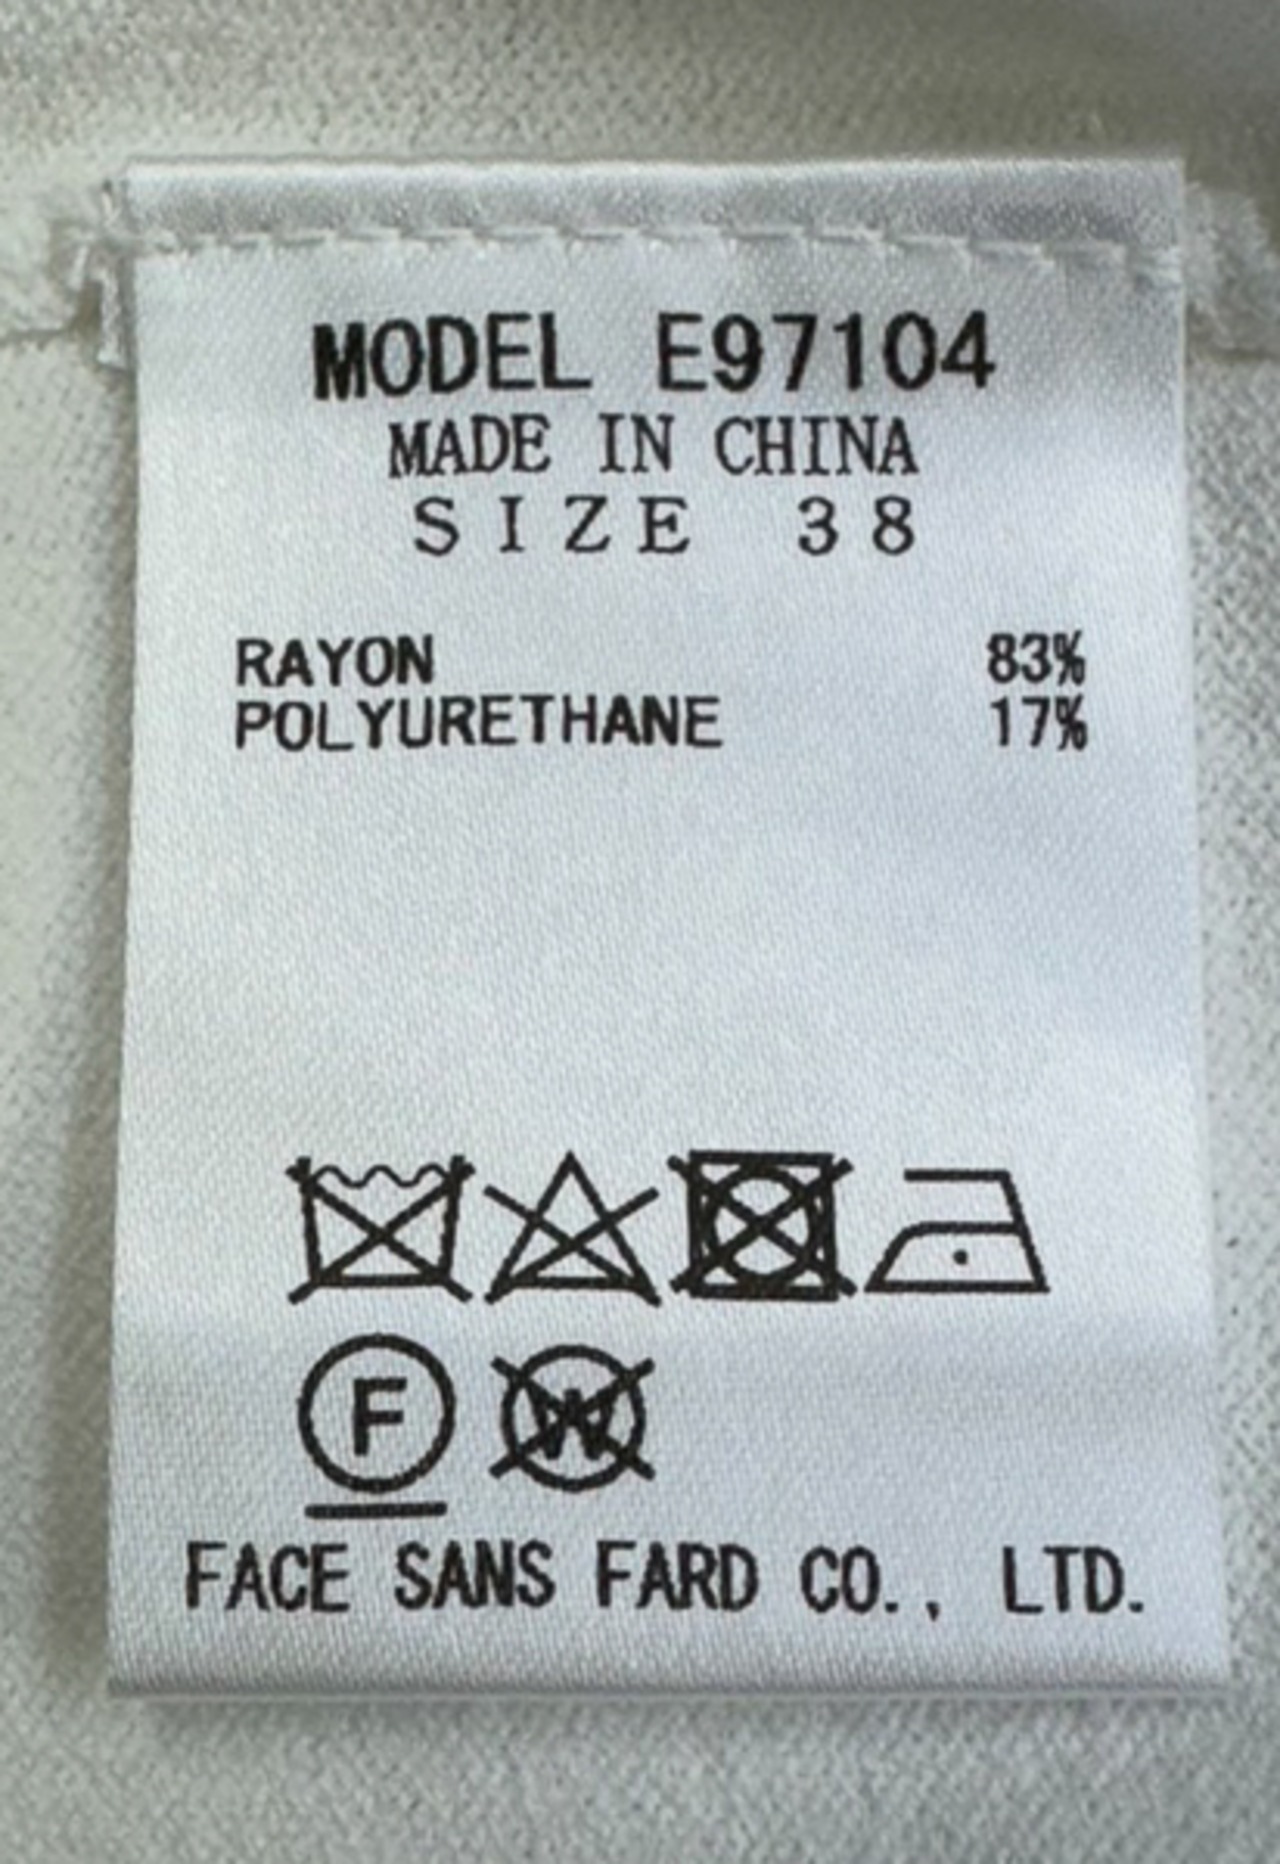 MODEL E97104
MADE IN CHINA
SIZE 38
RAYON 83%
POLYURETHANE 17%
F W
FACE SANS FARD CO., LTD.